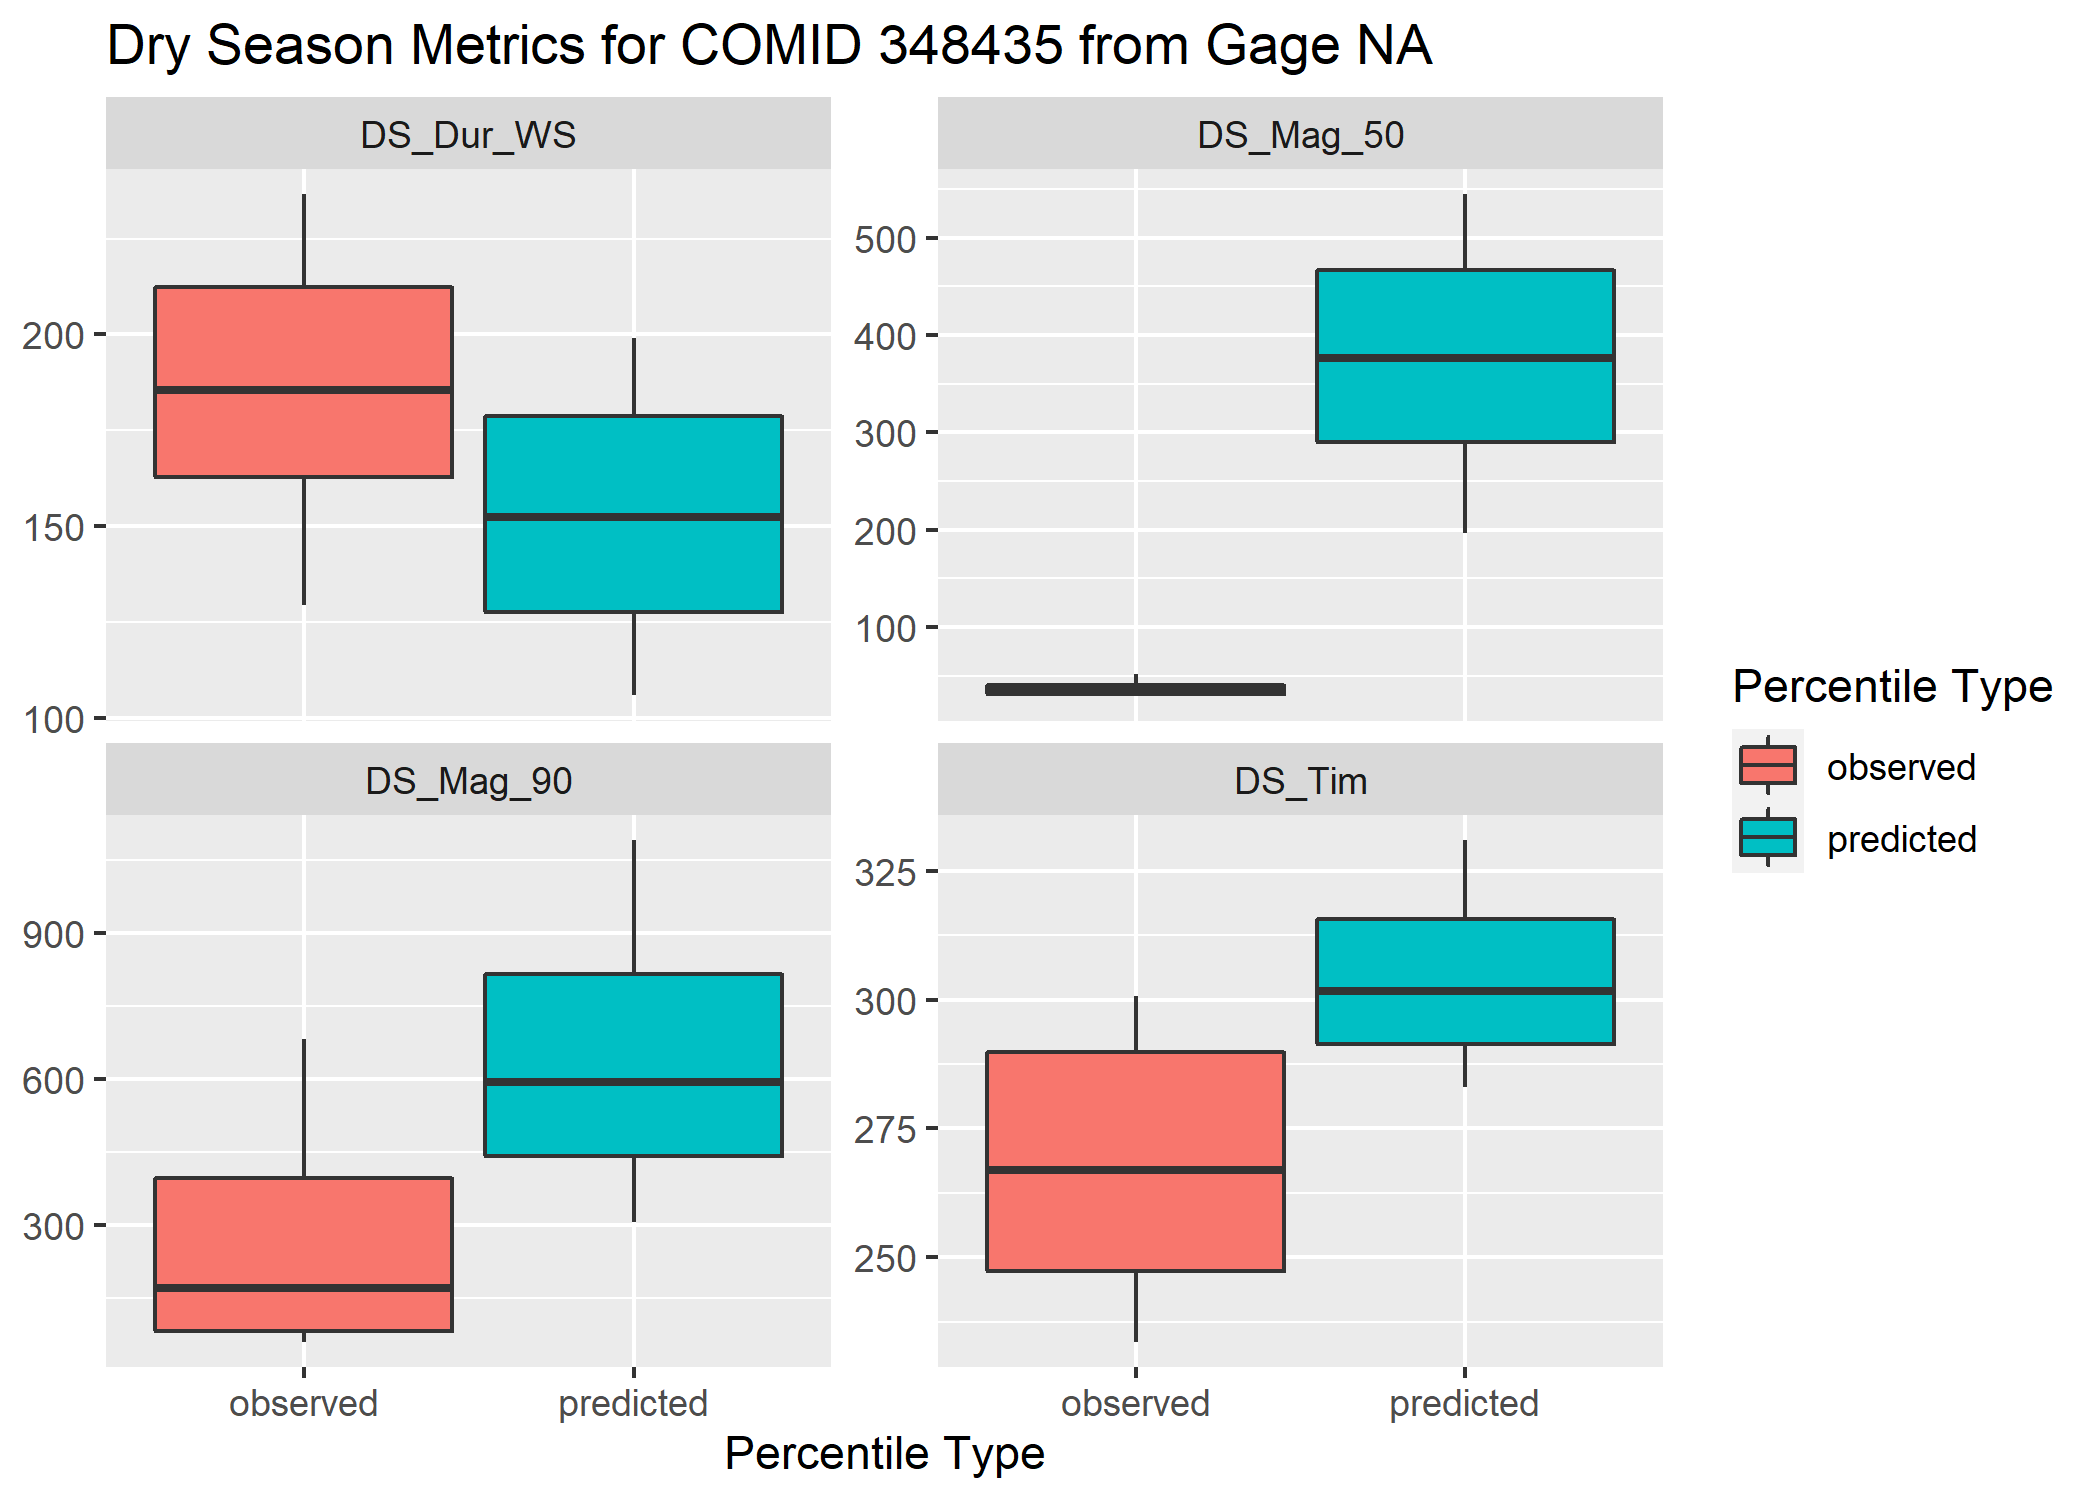 Dry Season Metrics for COMID 348435 from Gage NA
DS_Dur_WS
DS_Mag_50
200
150
100
500
400
300
200
100
DS_Mag_90
DS_Tim
900
600
300
325
300
275
250
observed
predicted
observed
predicted
Percentile Type
Percentile Type
observed
predicted